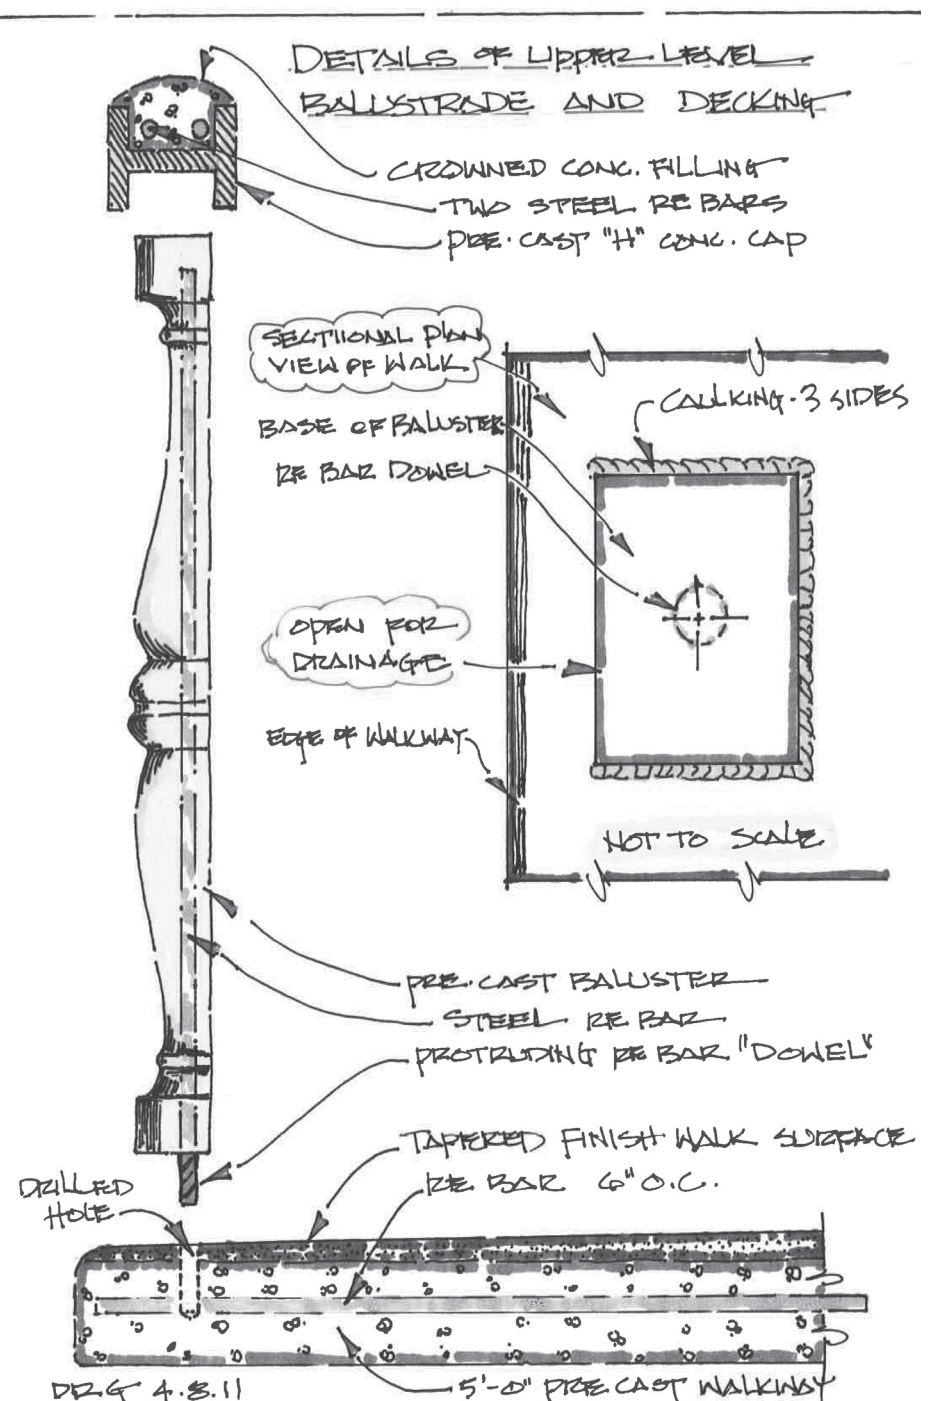 DETAILS OF UPPER LEVEL
BALUSTRADE AND DECKING
CROWNED CONC. FILLING
TWO STEEL RE BARS
PRE-CAST "H" CONC. CAP
SECTIIONAL PLAN
VIEW OF WALK
CAULKING-3 SIDES
BASE OF BALUSTER
RE BAR DOWEL
OPEN FOR
DRAINAGE
EDGE OF WALKWAY
NOT TO SCALE
PRE-CAST BALUSTER
STEEL RE BAR
PROTRUDING RE BAR "DOWEL"
TAPERED FINISH WALK SURFACE
RE BAR 6" O.C.
DRILLED
HOLE
DRG 4.8.11
5'-0" PRE CAST WALKWAY